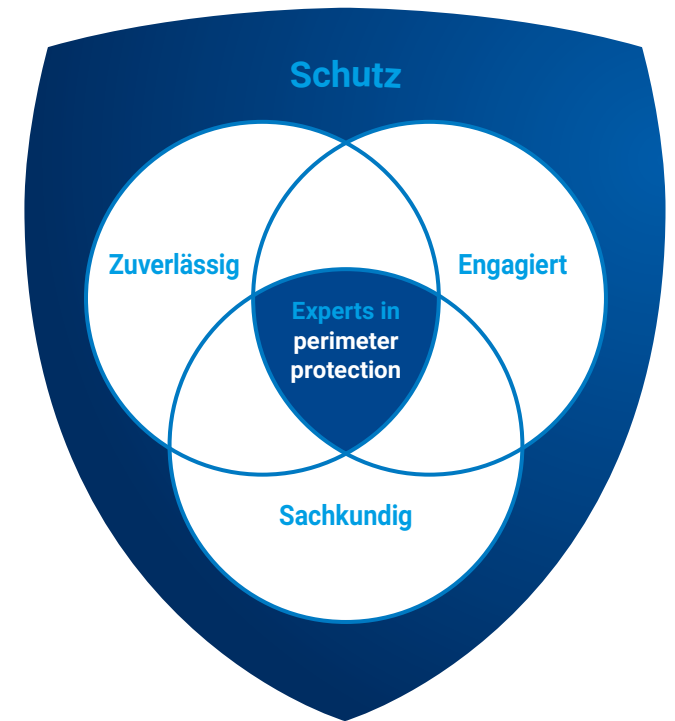 Schutz
Zuverlässig
Engagiert
Experts in
perimeter
protection
Sachkundig